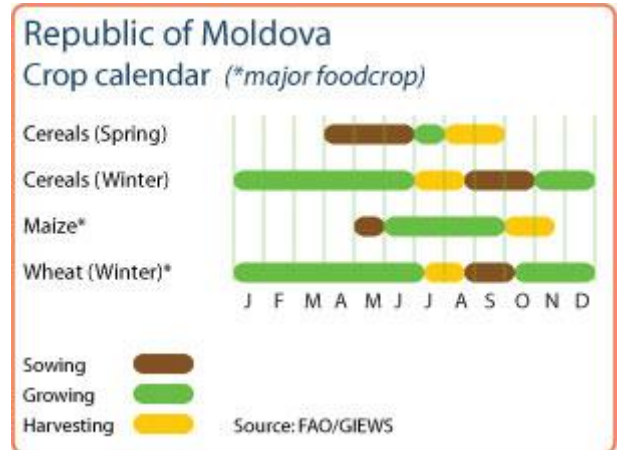 Republic of Moldova
Crop calendar (*major foodcrop)
Cereals (Spring)
Cereals (Winter)
Maize*
Wheat (Winter)*
J F M A M J J A S O N D
Sowing
Growing
Harvesting
Source: FAO/GIEWS